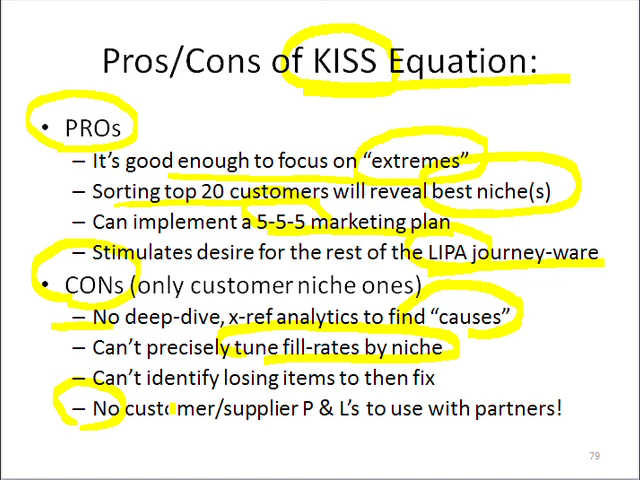 Pros/Cons of KISS Equation:
• PROs
– It's good enough to focus on “extremes”
– Sorting top 20 customers will reveal best niche(s)
– Can implement a 5-5-5 marketing plan
– Stimulates desire for the rest of the LIPA journey-ware
• CONs (only customer niche ones)
– No deep-dive, x-ref analytics to find “causes”
– Can't precisely tune fill-rates by niche
– Can't identify losing items to then fix
– No customer/supplier P & L's to use with partners!
79